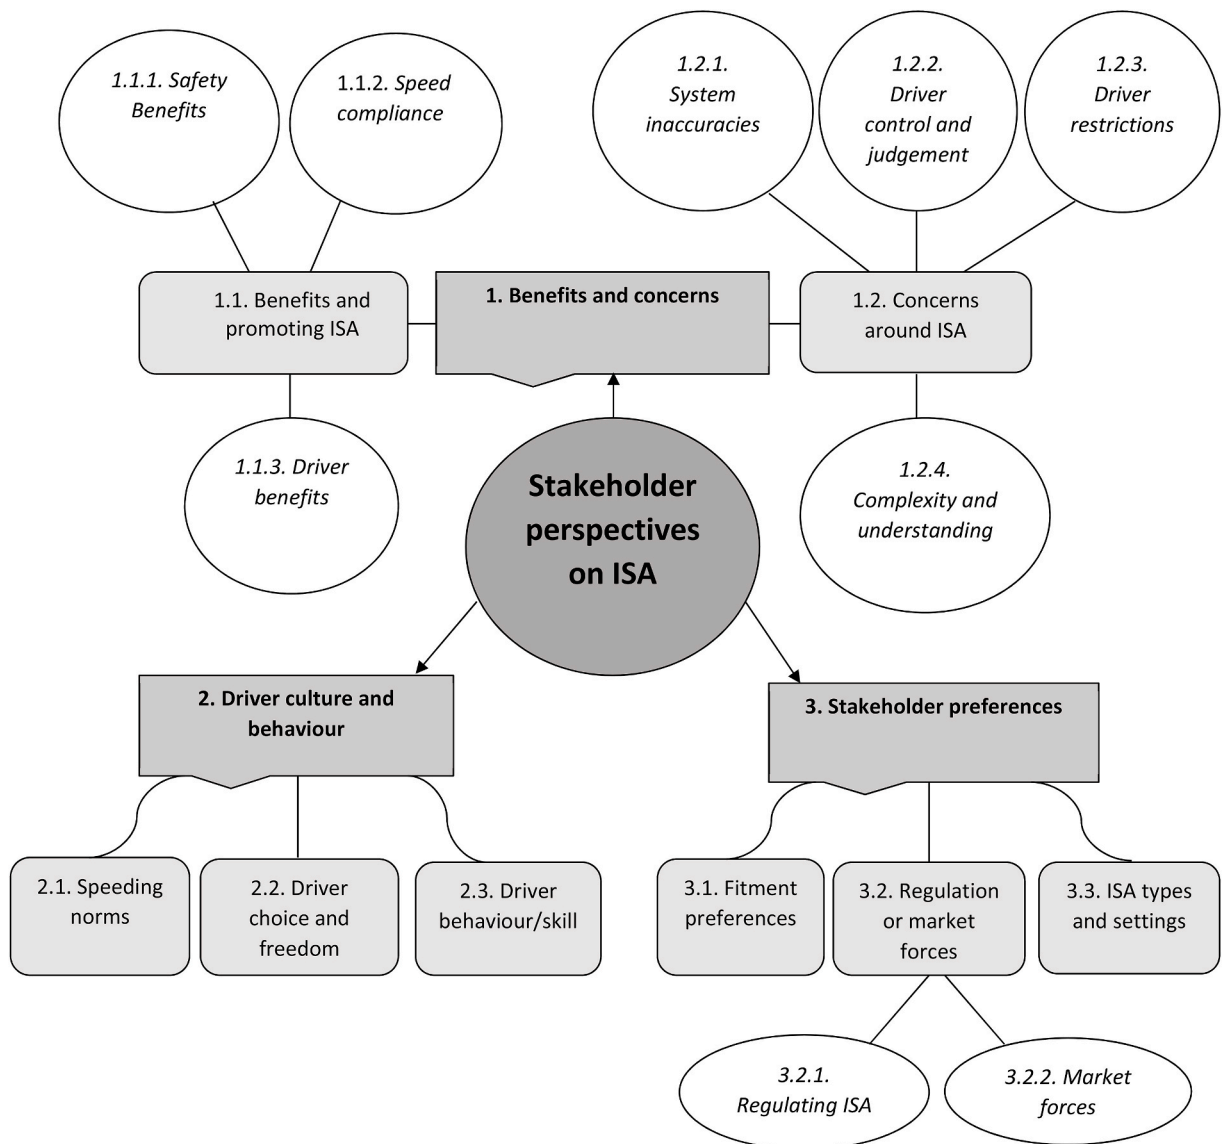 1.1.1. Safety
Benefits
1.1.2. Speed
compliance
1.2.1.
System
inaccuracies
1.2.2.
Driver
control and
judgement
1.2.3.
Driver
restrictions
1.1. Benefits and
promoting ISA
1. Benefits and concerns
1.2. Concerns
around ISA
1.1.3. Driver
benefits
Stakeholder
perspectives
on ISA
1.2.4.
Complexity and
understanding
2. Driver culture and
behaviour
3. Stakeholder preferences
2.1. Speeding
norms
2.2. Driver
choice and
freedom
2.3. Driver
behaviour/skill
3.1. Fitment
preferences
3.2. Regulation
or market
forces
3.3. ISA types
and settings
3.2.1.
Regulating ISA
3.2.2. Market
forces